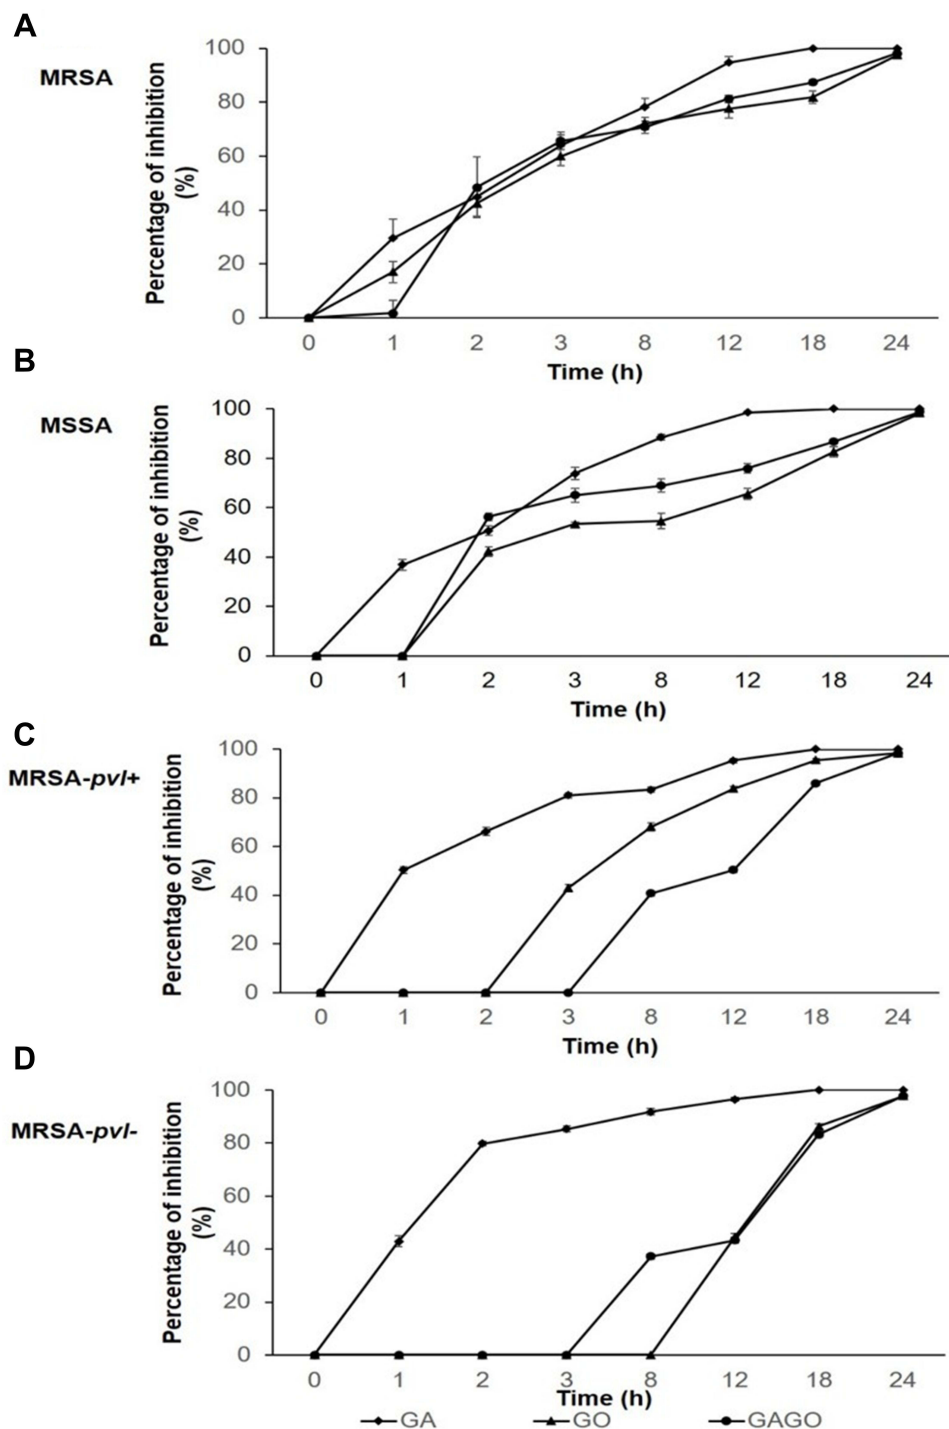 A
MRSA
Percentage of inhibition
(%)
100
80
60
40
20
0
0 1 2 3 8 12 18 24
Time (h)
B
MSSA
Percentage of inhibition
(%)
100
80
60
40
20
0
0 1 2 3 8 12 18 24
Time (h)
C
MRSA-pvl+
Percentage of inhibition
(%)
100
80
60
40
20
0
0 1 2 3 8 12 18 24
Time (h)
D
MRSA-pvl-
Percentage of inhibition
(%)
100
80
60
40
20
0
0 1 2 3 8 12 18 24
Time (h)
GA GO GAGO